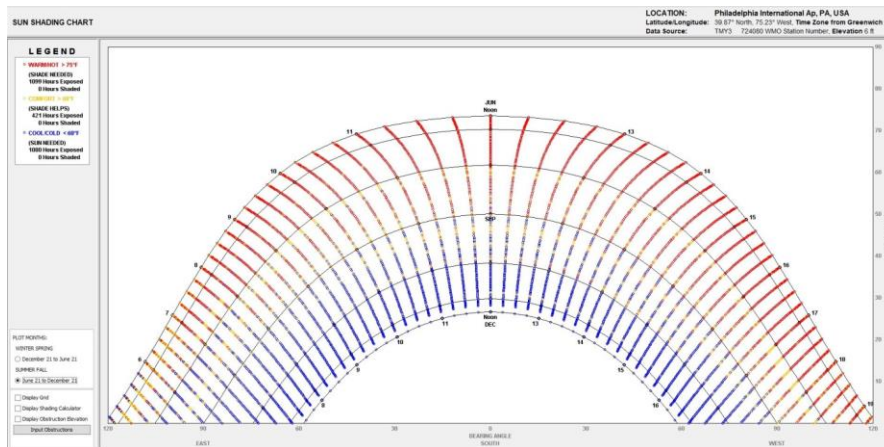 SUN SHADING CHART
LOCATION: Philadelphia International Ap, PA, USA
Latitude/Longitude: 39.87° North, 75.23° West, Time Zone from Greenwich
Data Source: TMY3 724080 WMO Station Number, Elevation 6 ft
LEGEND
WARM/HOT > 75°F
(SHADE NEEDED)
1099 Hours Exposed
0 Hours Shaded
COMFORT > 68°F
(SHADE HELPS)
421 Hours Exposed
0 Hours Shaded
COOL/COLD < 68°F
(SUN NEEDED)
1080 Hours Exposed
0 Hours Shaded
PLOT MONTHS:
WINTER SPRING
December 21 to June 21
SUMMER FALL
June 21 to December 21
Display Grid
Display Shading Calculator
Display Obstruction Elevation
Input Obstructions
90
80
70
60
50
40
30
20
10
JUN
Noon
11
13
10
14
9
15
8
16
7
17
6
18
19
SEP
Noon
DEC
11
13
10
14
9
15
8
16
120
90
60
30
0
30
60
90
120
BEARING ANGLE
EAST
SOUTH
WEST